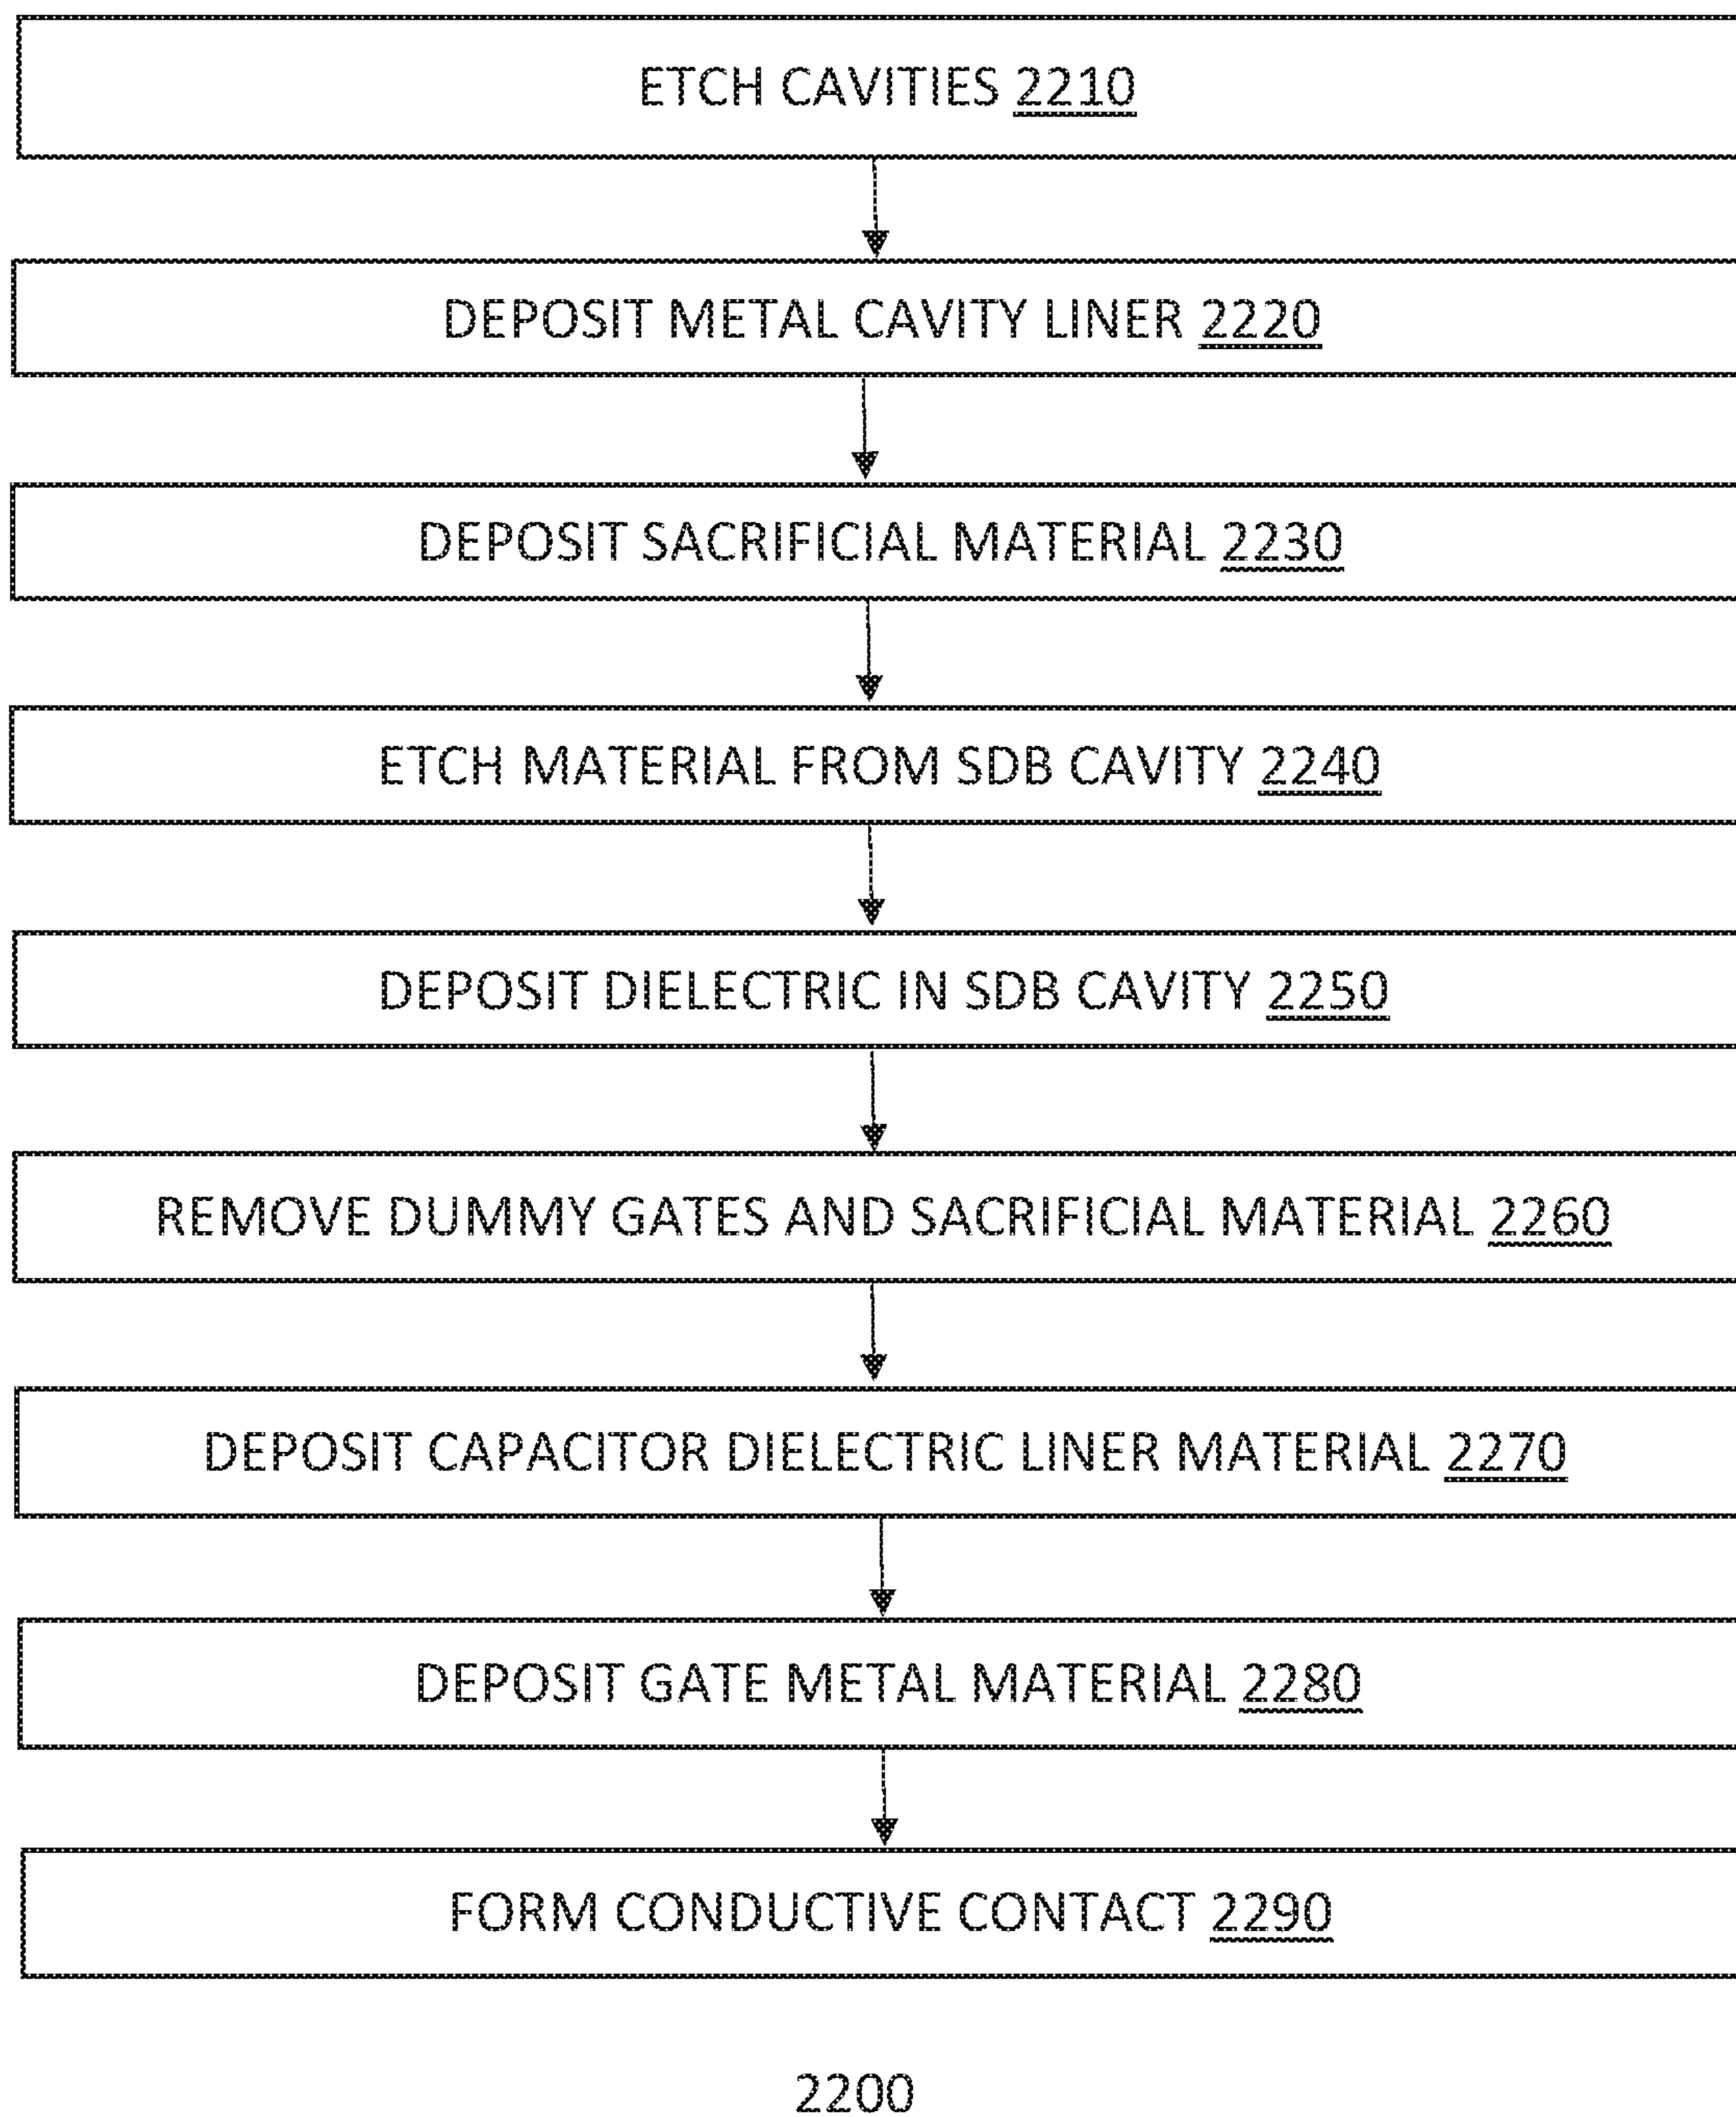 ETCH CAVITIES 2210
DEPOSIT METAL CAVITY LINER 2220
DEPOSIT SACRIFICIAL MATERIAL 2230
ETCH MATERIAL FROM SDB CAVITY 2240
DEPOSIT DIELECTRIC IN SDB CAVITY 2250
REMOVE DUMMY GATES AND SACRIFICIAL MATERIAL 2260
DEPOSIT CAPACITOR DIELECTRIC LINER MATERIAL 2270
DEPOSIT GATE METAL MATERIAL 2280
FORM CONDUCTIVE CONTACT 2290
2200